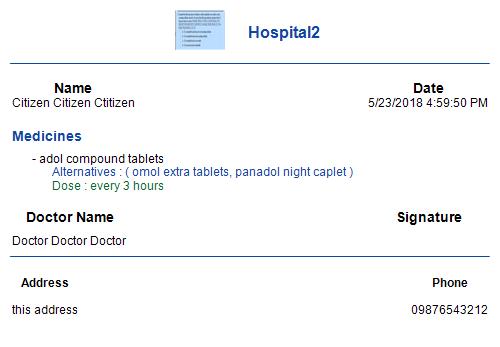 Hospital2
Name Date
Citizen Citizen Ctitizen 5/23/2018 4:59:50 PM
Medicines
- adol compound tablets
Alternatives : ( omol extra tablets, panadol night caplet )
Dose : every 3 hours
Doctor Name Signature
Doctor Doctor Doctor
Address Phone
this address 09876543212